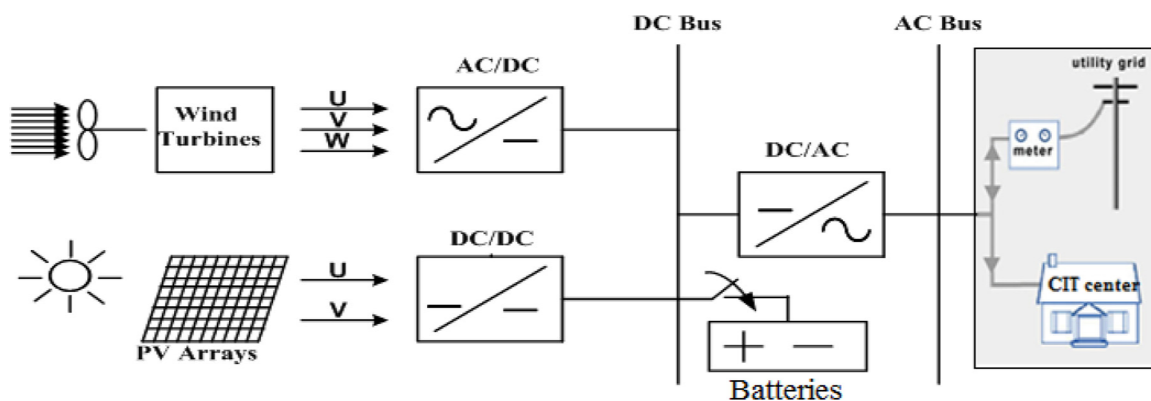 DC Bus
AC Bus
utility grid
AC/DC
Wind
Turbines
U
V
W
meter
DC/AC
DC/DC
U
V
PV Arrays
CIT center
Batteries